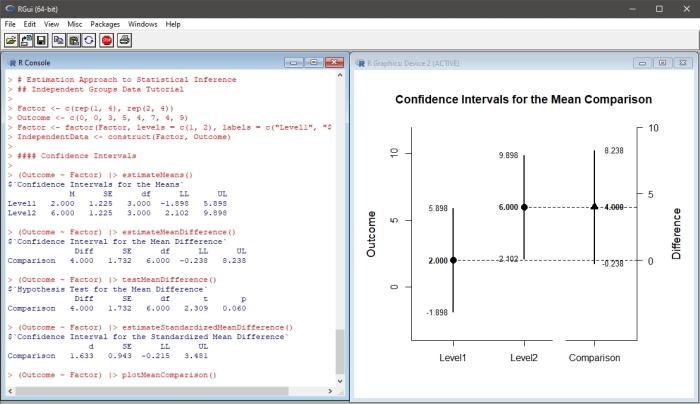 RGui (64-bit)
File Edit View Misc Packages Windows Help
STOP
R Console
> # Estimation Approach to Statistical Inference
> ## Independent Groups Data Tutorial
>
> Factor <- c(rep(1, 4), rep(2, 4))
> Outcome <- c(0, 0, 3, 5, 4, 7, 4, 9)
> Factor <- factor(Factor, levels = c(1, 2), labels = c("Level1", "$
> IndependentData <- construct(Factor, Outcome)
>
> #### Confidence Intervals
>
> (Outcome ~ Factor) |> estimateMeans()
$`Confidence Intervals for the Means`
M SE df LL UL
Level1 2.000 1.225 3.000 -1.898 5.898
Level2 6.000 1.225 3.000 2.102 9.898
> (Outcome ~ Factor) |> estimateMeanDifference()
$`Confidence Interval for the Mean Difference`
Diff SE df LL UL
Comparison 4.000 1.732 6.000 -0.238 8.238
> (Outcome ~ Factor) |> testMeanDifference()
$`Hypothesis Test for the Mean Difference`
Diff SE df t p
Comparison 4.000 1.732 6.000 2.309 0.060
> (Outcome ~ Factor) |> estimateStandardizedMeanDifference()
$`Confidence Interval for the Standardized Mean Difference`
d SE LL UL
Comparison 1.633 0.943 -0.215 3.481
> (Outcome ~ Factor) |> plotMeanComparison()
R Graphics: Device 2 (ACTIVE)
Confidence Intervals for the Mean Comparison
Outcome
10
5
0
5.898
2.000
-1.898
9.898
6.000
2.102
8.238
4.000
-0.238
10
5
0
Difference
Level1 Level2 Comparison